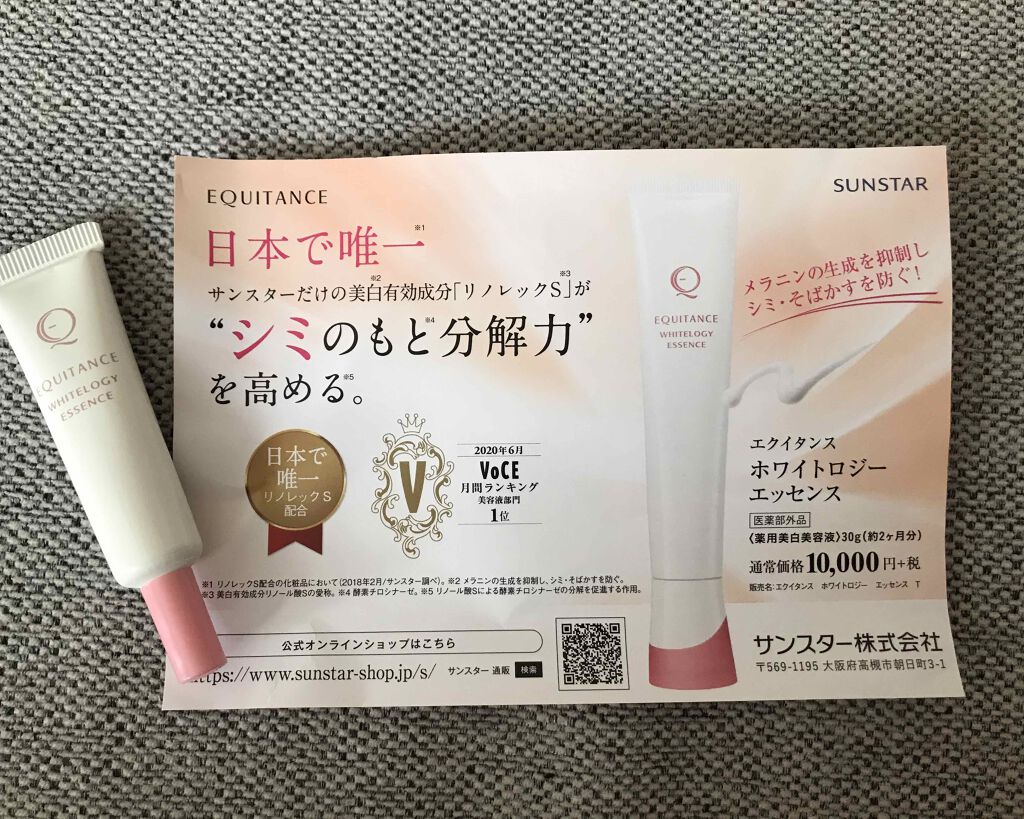 EQUITANCE
SUNSTAR
日本で唯一※1
サンスターだけの美白有効成分※2「リノレックS」※3が
“シミのもと※4分解力”
を高める。※5
メラニンの生成を抑制し
シミ・そばかすを防ぐ!
日本で
唯一
リノレックS
配合
V
2020年6月
VoCE
月間ランキング
美容液部門
1位
Q
EQUITANCE
WHITELOGY
ESSENCE
エクイタンス
ホワイトロジー
エッセンス
医薬部外品
〈薬用美白美容液〉30g(約2ヶ月分)
通常価格10,000円+税
販売名:エクイタンス ホワイトロジー エッセンス T
※1 リノレックS配合の化粧品において(2018年2月/サンスター調べ)。※2 メラニンの生成を抑制し、シミ・そばかすを防ぐ。
※3 美白有効成分リノール酸Sの愛称。※4 酵素チロシナーゼ。※5 リノール酸Sによる酵素チロシナーゼの分解を促進する作用。
公式オンラインショップはこちら
https://www.sunstar-shop.jp/s/
サンスター 通販 検索
サンスター株式会社
〒569-1195 大阪府高槻市朝日町3-1
Q
EQUITANCE
WHITELOGY
ESSENCE